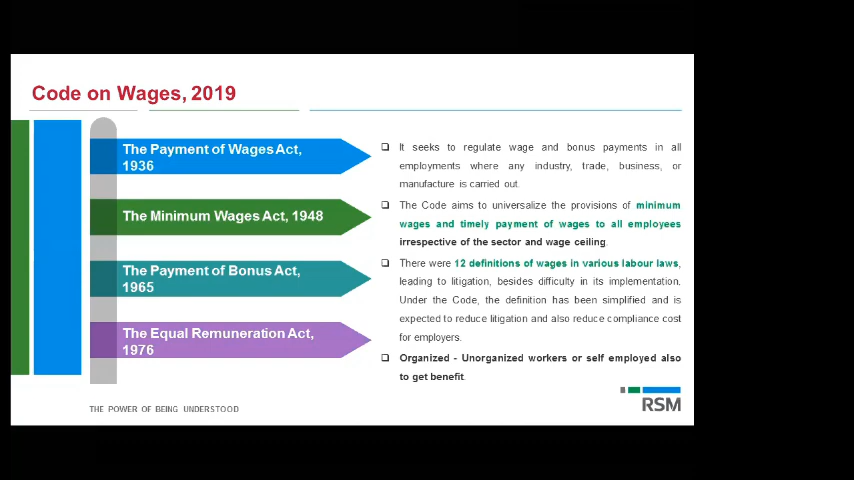 Code on Wages, 2019
The Payment of Wages Act,
1936
The Minimum Wages Act, 1948
The Payment of Bonus Act,
1965
The Equal Remuneration Act,
1976
❑ It seeks to regulate wage and bonus payments in all
employments where any industry, trade, business, or
manufacture is carried out.
❑ The Code aims to universalize the provisions of minimum
wages and timely payment of wages to all employees
irrespective of the sector and wage ceiling.
❑ There were 12 definitions of wages in various labour laws,
leading to litigation, besides difficulty in its implementation.
Under the Code, the definition has been simplified and is
expected to reduce litigation and also reduce compliance cost
for employers.
❑ Organized - Unorganized workers or self employed also
to get benefit.
THE POWER OF BEING UNDERSTOOD
RSM